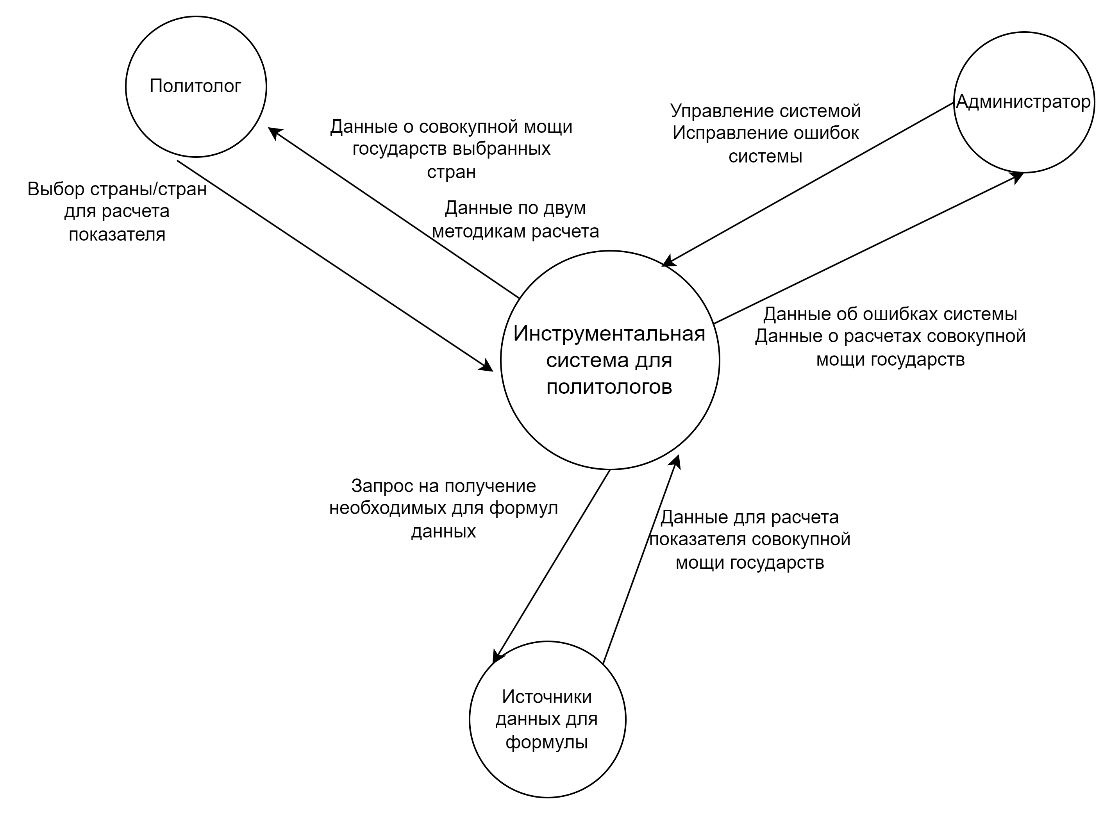 Политолог
Администратор
Управление системой
Исправление ошибок
системы
Данные о совокупной мощи
государств выбранных
стран
Выбор страны/стран
для расчета
показателя
Данные по двум
методикам расчета
Данные об ошибках системы
Данные о расчетах совокупной
мощи государств
Инструментальная
система для
политологов
Запрос на получение
необходимых для формул
данных
Данные для расчета
показателя совокупной
мощи государств
Источники
данных для
формулы